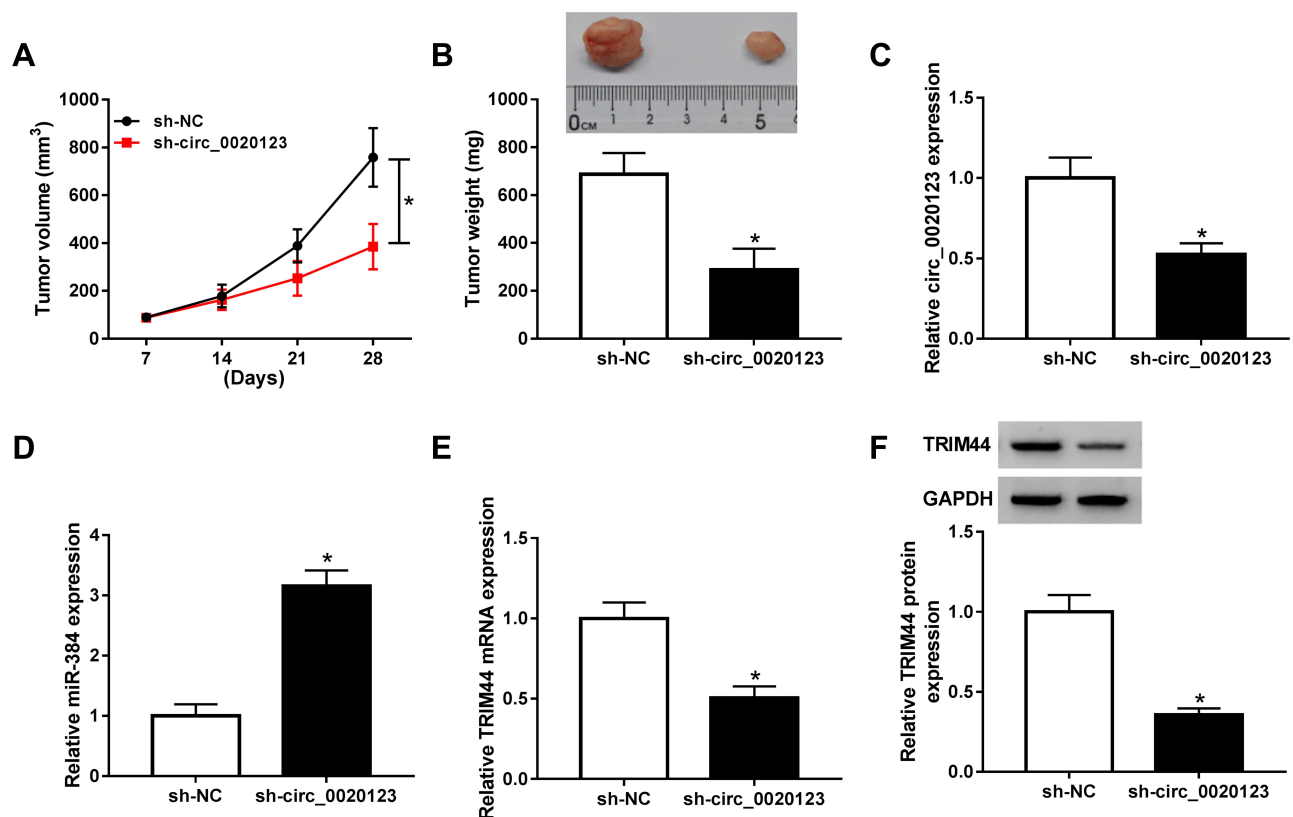 A
Tumor volume (mm³)
1000
800
600
400
200
0
sh-NC
sh-circ_0020123
*
7 14 21 28
(Days)
B
Tumor weight (mg)
1000
800
600
400
200
0
0CM 1 2 3 4 5 6
*
sh-NC sh-circ_0020123
C
Relative circ_0020123 expression
1.5
1.0
0.5
0.0
*
sh-NC sh-circ_0020123
D
Relative miR-384 expression
4
3
2
1
0
*
sh-NC sh-circ_0020123
E
Relative TRIM44 mRNA expression
1.5
1.0
0.5
0.0
*
sh-NC sh-circ_0020123
F
TRIM44
GAPDH
Relative TRIM44 protein
expression
1.5
1.0
0.5
0.0
*
sh-NC sh-circ_0020123